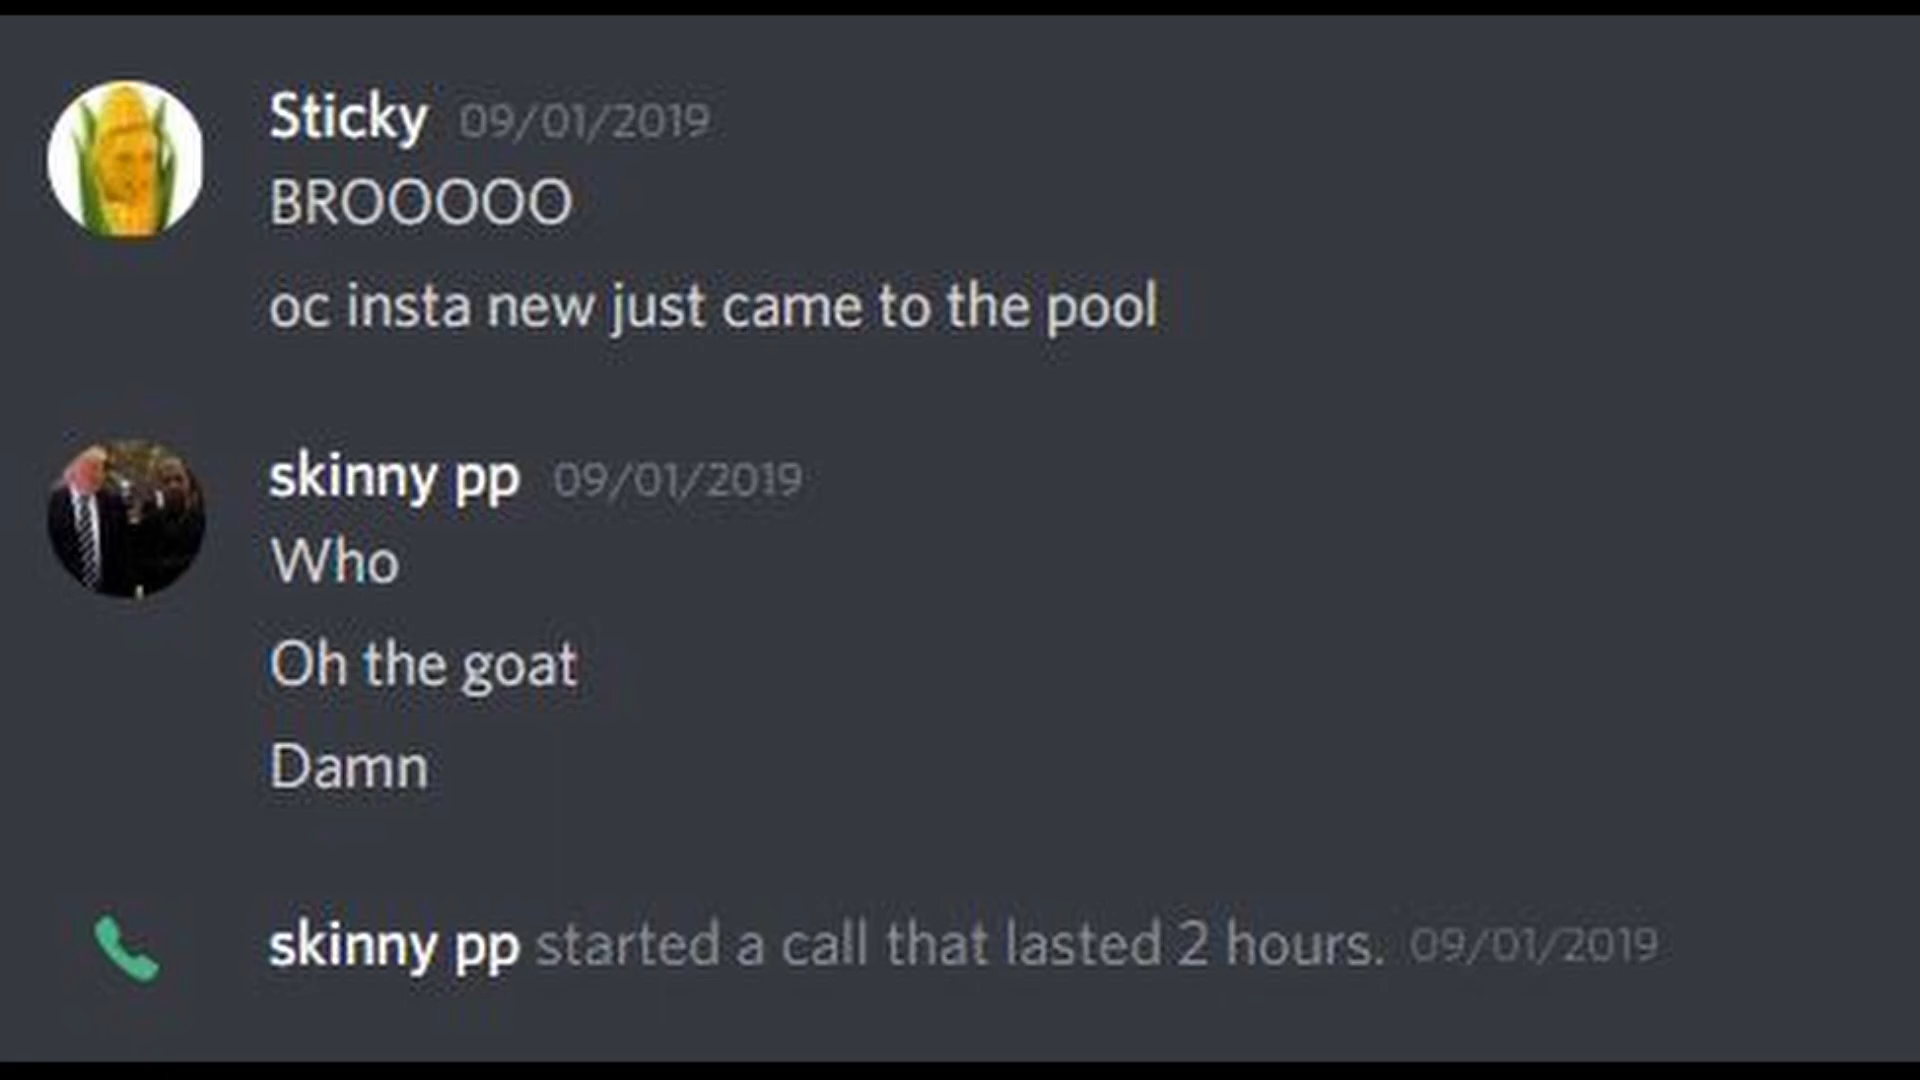 Sticky 09/01/2019
BROOOOO
oc insta new just came to the pool
skinny pp 09/01/2019
Who
Oh the goat
Damn
skinny pp started a call that lasted 2 hours. 09/01/2019